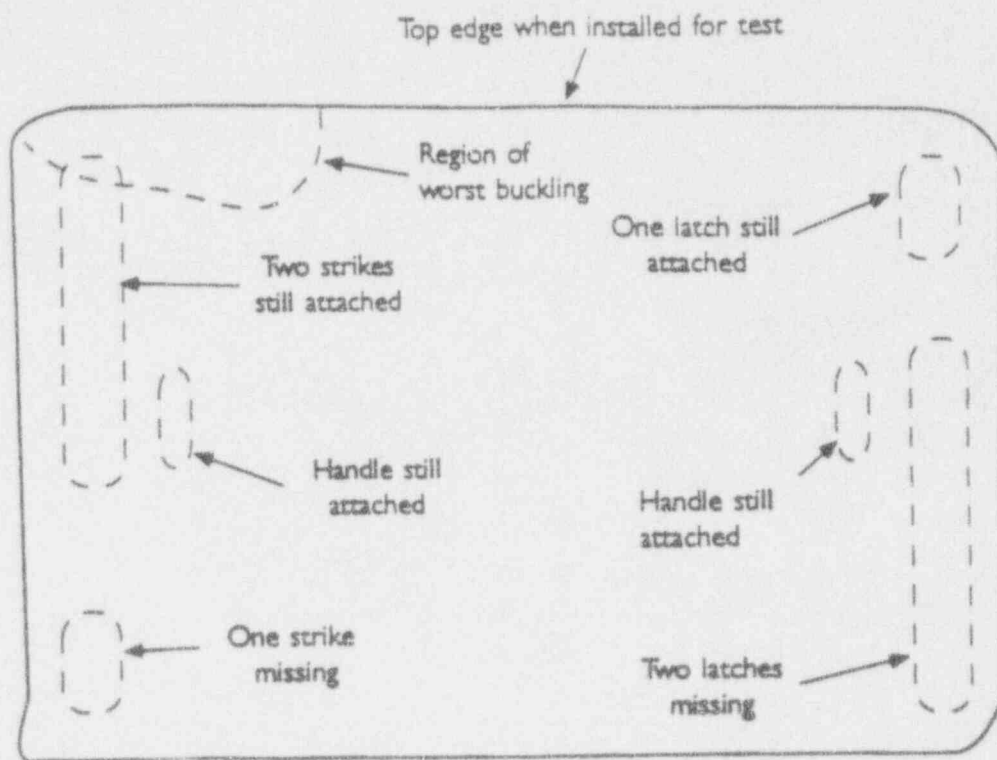 Top edge when installed for test
Region of
worst buckling
One latch still
attached
Two strikes
still attached
Handle still
attached
Handle still
attached
One strike
missing
Two latches
missing